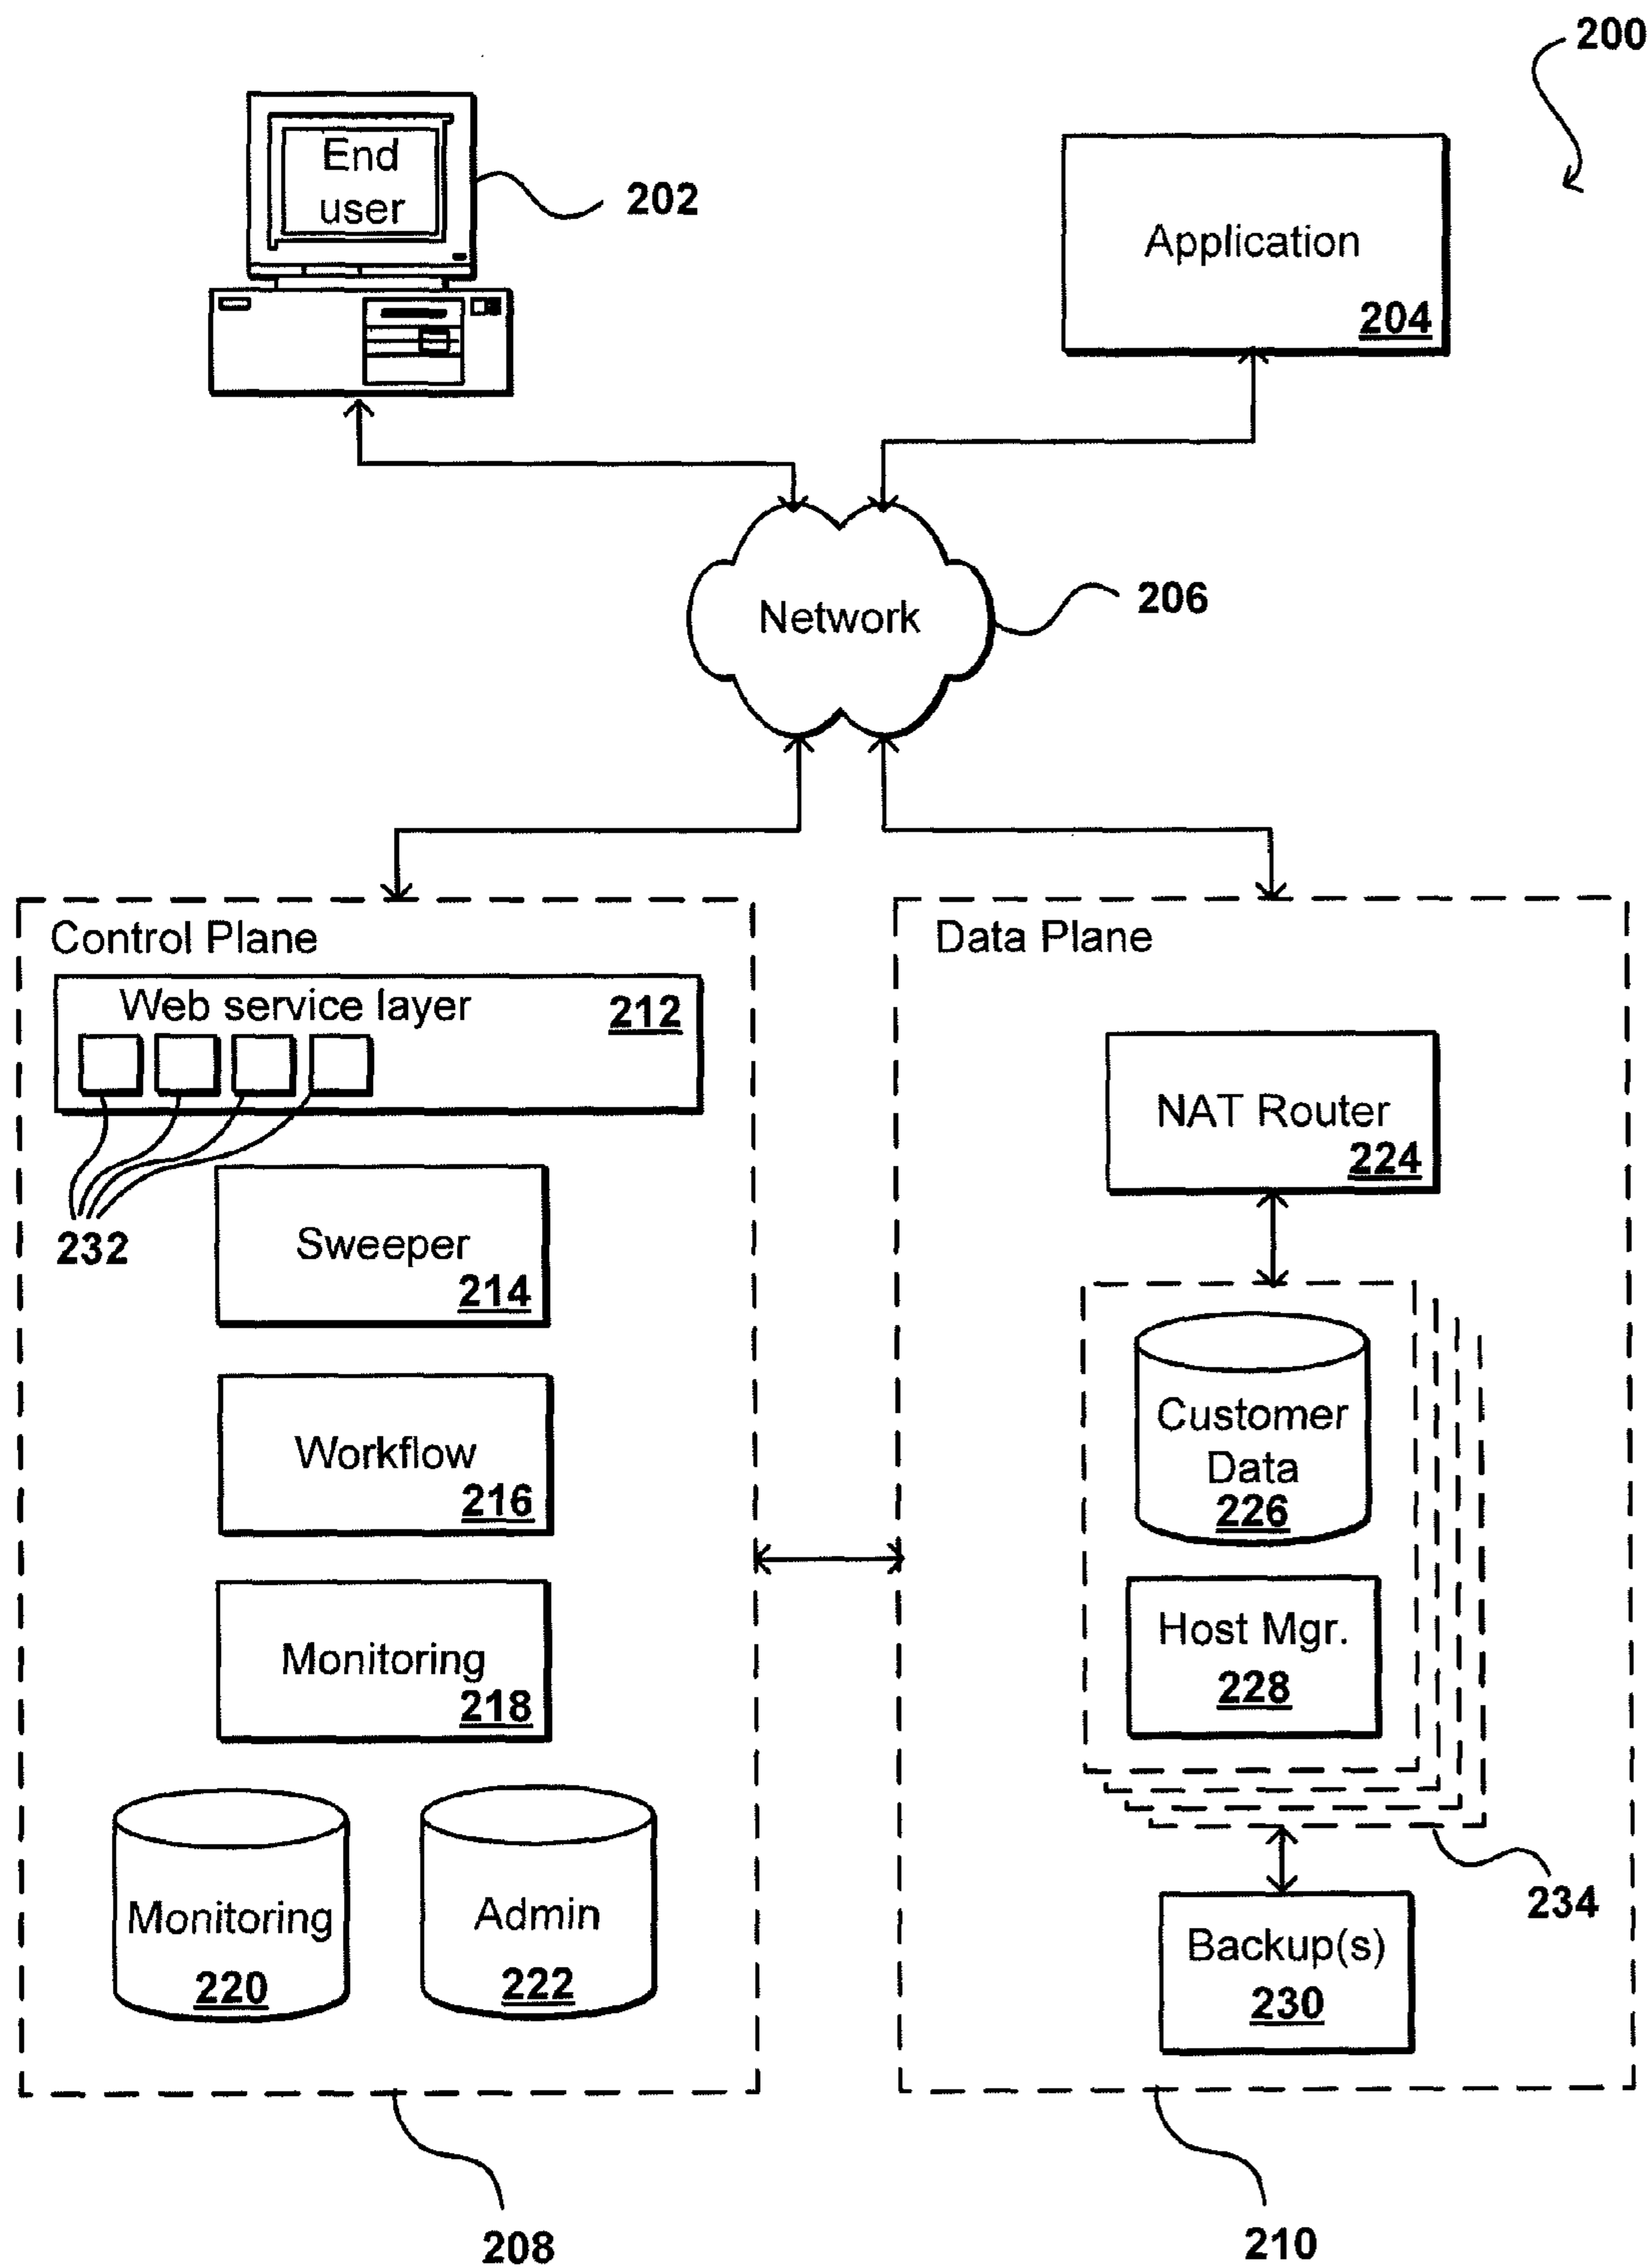 200
End
user
202
Application
204
Network
206
Control Plane
Web service layer
212
232
Sweeper
214
Workflow
216
Monitoring
218
Monitoring
220
Admin
222
208
Data Plane
NAT Router
224
Customer
Data
226
Host Mgr.
228
234
Backup(s)
230
210